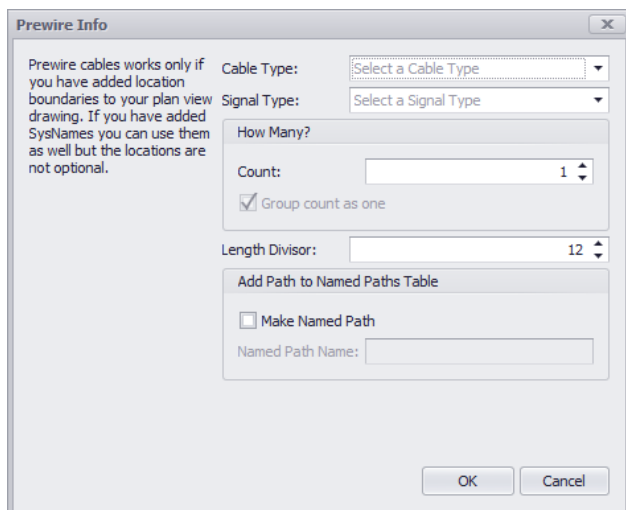 Prewire Info
Prewire cables works only if
you have added location
boundaries to your plan view
drawing. If you have added
SysNames you can use them
as well but the locations are
not optional.
Cable Type: Select a Cable Type
Signal Type: Select a Signal Type
How Many?
Count: 1
Group count as one
Length Divisor: 12
Add Path to Named Paths Table
Make Named Path
Named Path Name:
OK Cancel